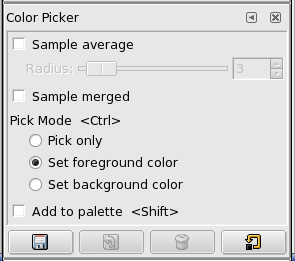 Color Picker
Sample average
Radius:
3
Sample merged
Pick Mode <Ctrl>
Pick only
Set foreground color
Set background color
Add to palette <Shift>